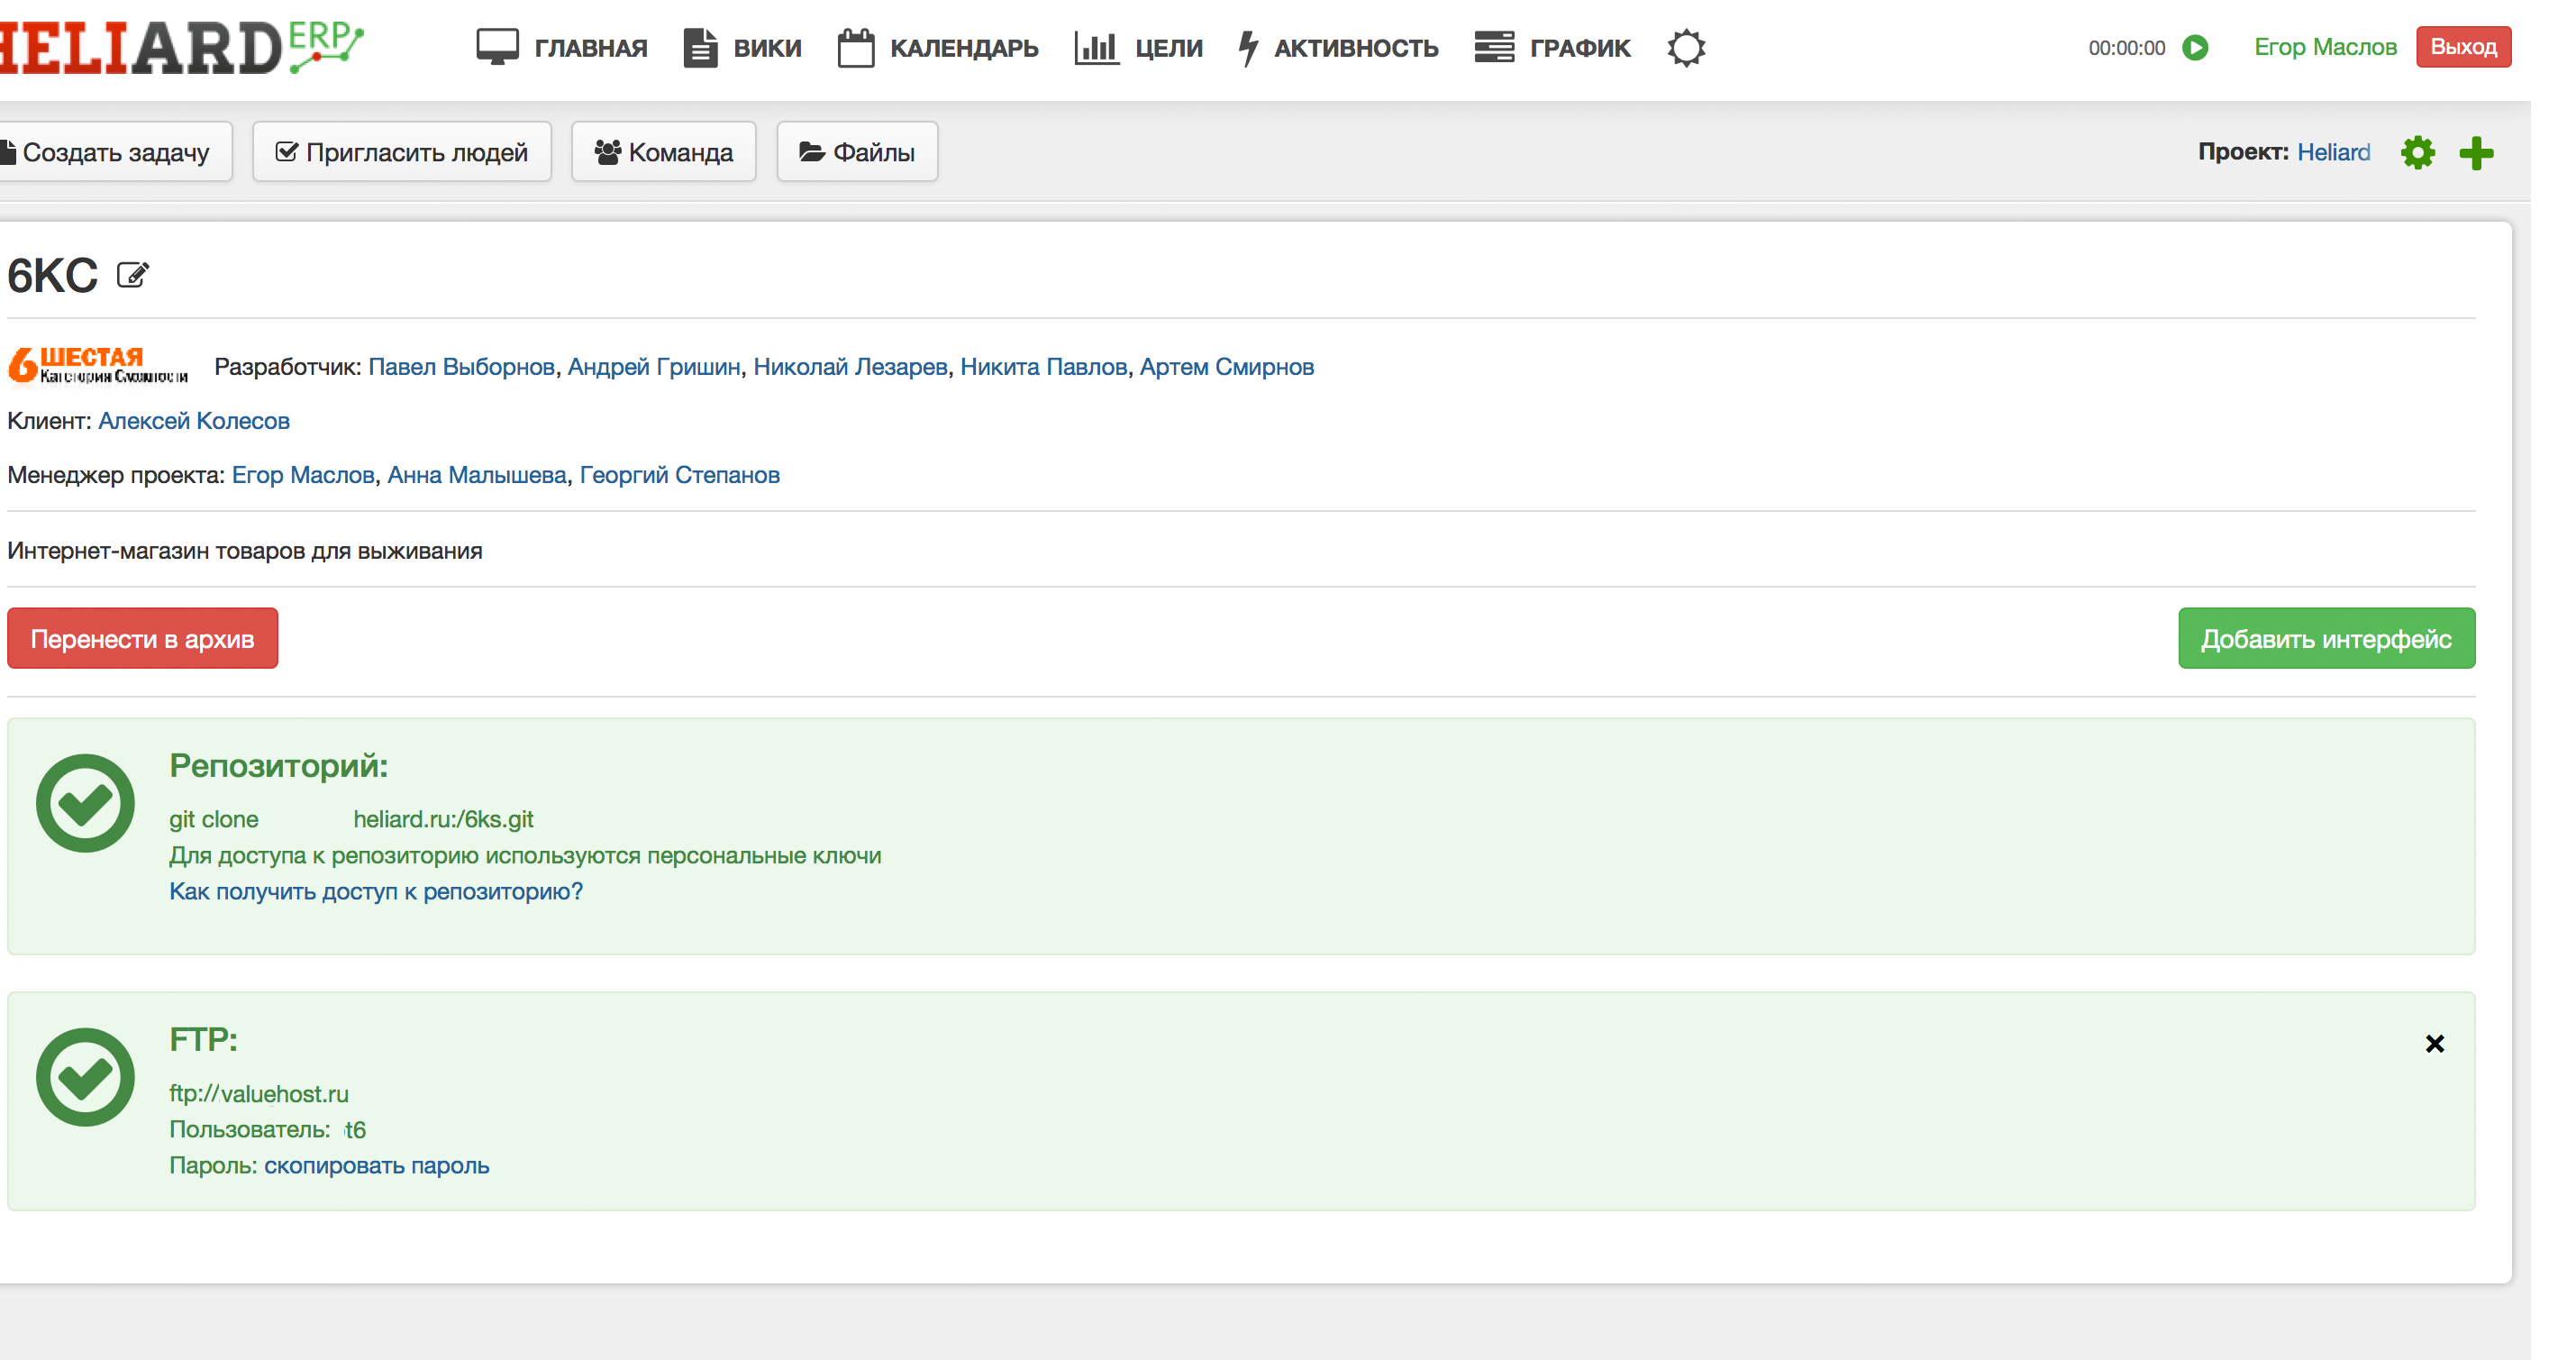 HELIARD ERP
ГЛАВНАЯ ВИКИ КАЛЕНДАРЬ ЦЕЛИ АКТИВНОСТЬ ГРАФИК 00:00:00 Егор Маслов Выход
Создать задачу Пригласить людей Команда Файлы Проект: Heliard
6КС
6 ШЕСТАЯ
Категория Сложности
Разработчик: Павел Выборнов, Андрей Гришин, Николай Лезарев, Никита Павлов, Артем Смирнов
Клиент: Алексей Колесов
Менеджер проекта: Егор Маслов, Анна Малышева, Георгий Степанов
Интернет-магазин товаров для выживания
Перенести в архив Добавить интерфейс
Репозиторий:
git clone heliard.ru:/6ks.git
Для доступа к репозиторию используются персональные ключи
Как получить доступ к репозиторию?
FTP:
ftp://valuehost.ru
Пользователь: t6
Пароль: скопировать пароль